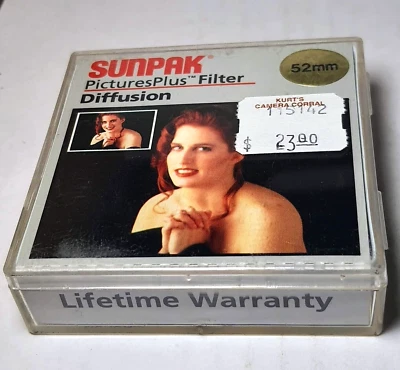 SUNPAK
PicturesPlus™ Filter
Diffusion
52mm
KURT'S
CAMERA CORRAL
115142
$ 23.00
Lifetime Warranty